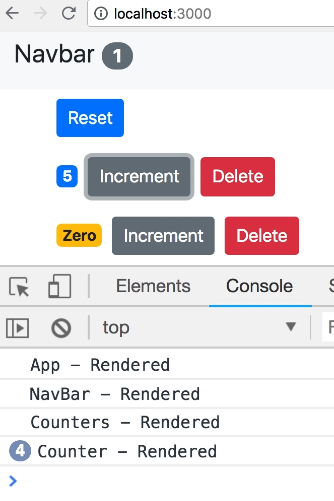 localhost:3000
Navbar 1
Reset
5 Increment Delete
Zero Increment Delete
Elements Console
top
App – Rendered
NavBar – Rendered
Counters – Rendered
4 Counter – Rendered